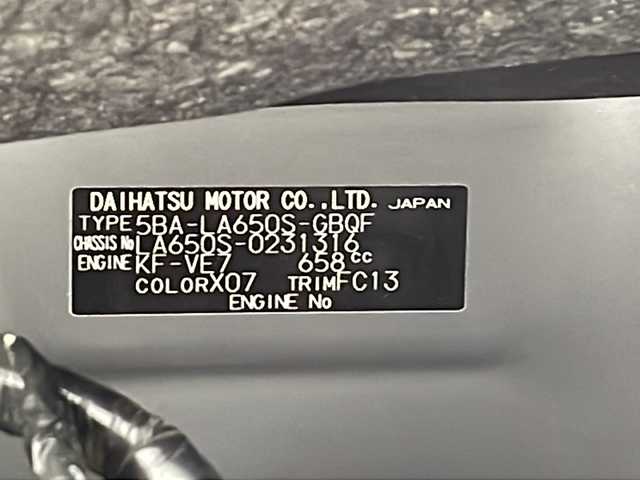 DAIHATSU MOTOR CO.,LTD. JAPAN
TYPE 5BA-LA650S-GBQF
CHASSIS No LA650S-0231316
ENGINE KF-VE7 658cc
COLOR X07 TRIM FC13
ENGINE No